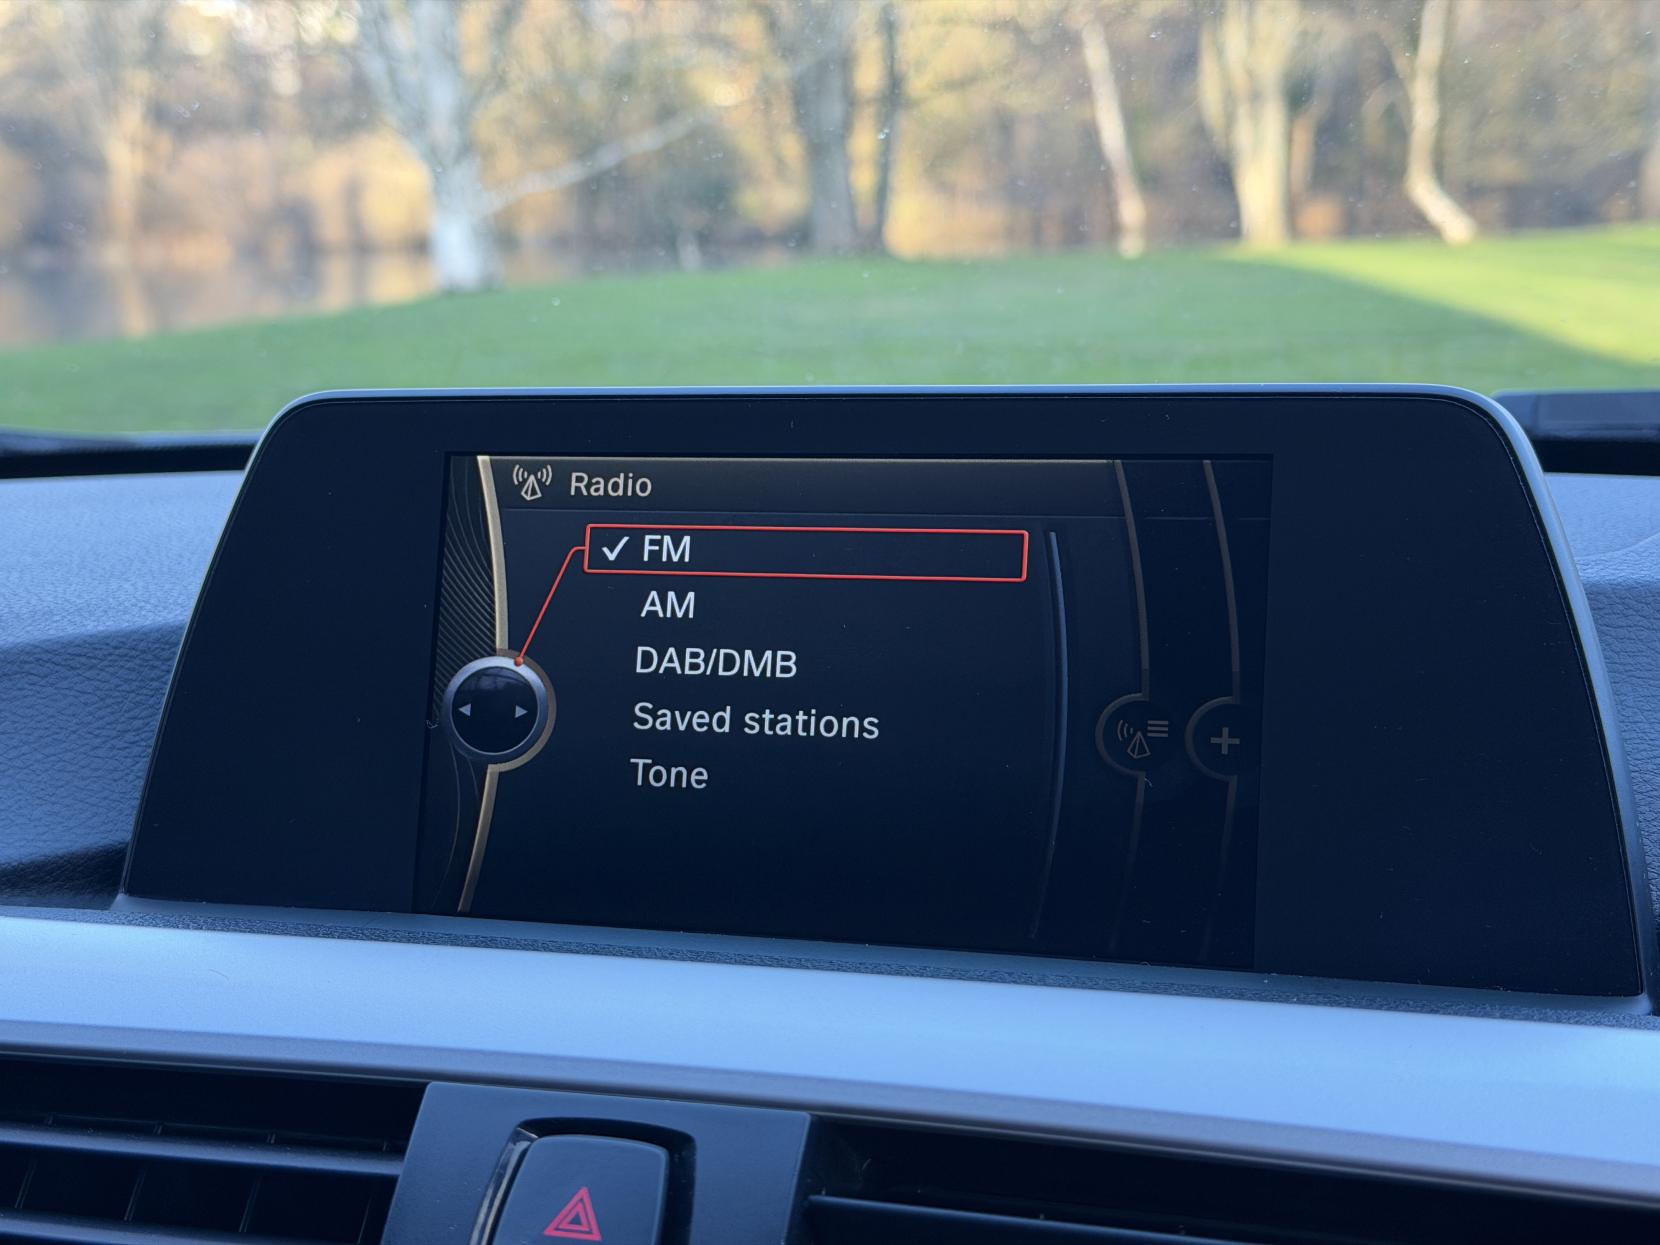 Radio
✓ FM
AM
DAB/DMB
Saved stations
Tone